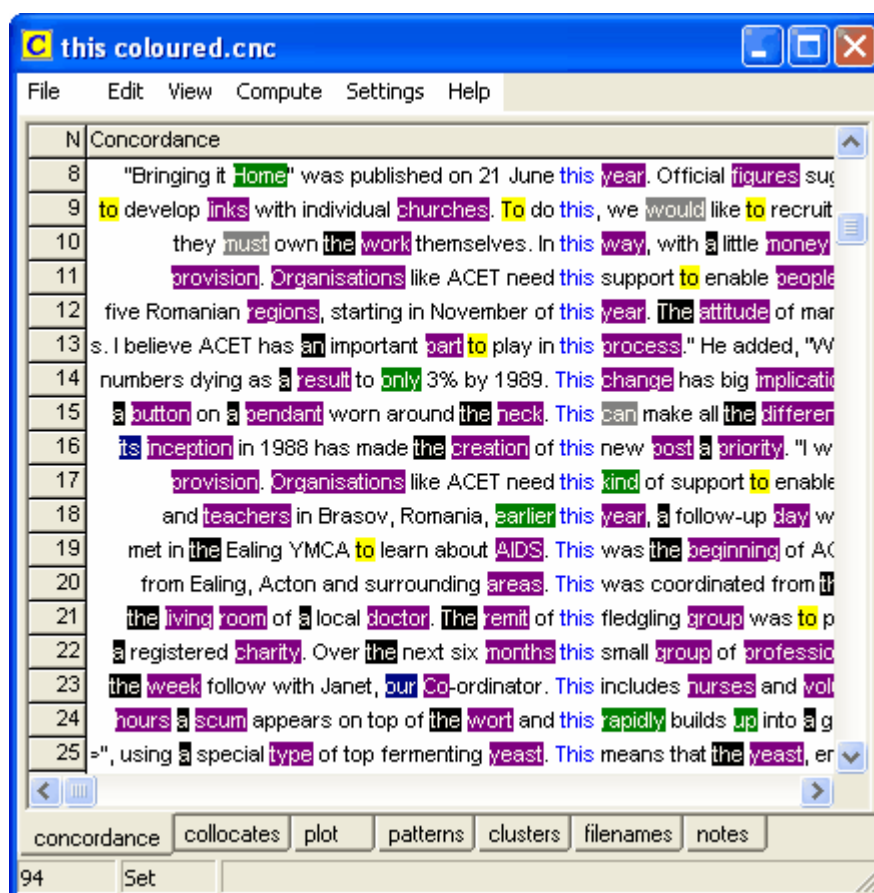 C this coloured.cnc
File Edit View Compute Settings Help
N Concordance
8 "Bringing it Home" was published on 21 June this year. Official figures sug
9 to develop links with individual churches. To do this, we would like to recruit
10 they must own the work themselves. In this way, with a little money
11 provision. Organisations like ACET need this support to enable people
12 five Romanian regions, starting in November of this year. The attitude of mar
13 s. I believe ACET has an important part to play in this process." He added, "W
14 numbers dying as a result to only 3% by 1989. This change has big implicatio
15 a button on a pendant worn around the neck. This can make all the differen
16 its inception in 1988 has made the creation of this new post a priority. "I w
17 provision. Organisations like ACET need this kind of support to enable
18 and teachers in Brasov, Romania, earlier this year, a follow-up day w
19 met in the Ealing YMCA to learn about AIDS. This was the beginning of AC
20 from Ealing, Acton and surrounding areas. This was coordinated from th
21 the living room of a local doctor. The remit of this fledgling group was to p
22 a registered charity. Over the next six months this small group of professio
23 the week follow with Janet, our Co-ordinator. This includes nurses and volu
24 hours a scum appears on top of the wort and this rapidly builds up into a g
25 =", using a special type of top fermenting yeast. This means that the yeast, er
concordance collocates plot patterns clusters filenames notes
94 Set